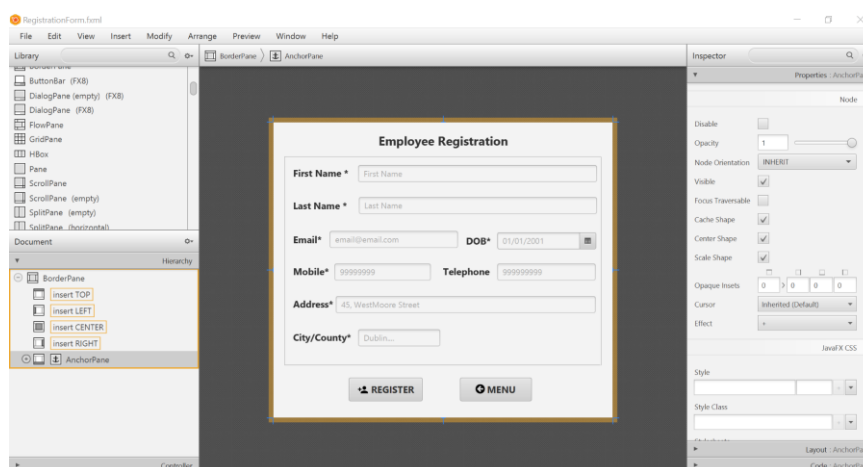 RegistrationForm.fxml
File Edit View Insert Modify Arrange Preview Window Help
Library
BorderPane AnchorPane
Inspector
ButtonBar (FX8)
DialogPane (empty) (FX8)
DialogPane (FX8)
FlowPane
GridPane
HBox
Pane
ScrollPane
ScrollPane (empty)
SplitPane (empty)
SplitPane (horizontal)
Document
Hierarchy
BorderPane
insert TOP
insert LEFT
insert CENTER
insert RIGHT
AnchorPane
Controller
Employee Registration
First Name * First Name
Last Name * Last Name
Email* email@email.com DOB* 01/01/2001
Mobile* 99999999 Telephone 999999999
Address* 45, WestMoore Street
City/County* Dublin...
REGISTER MENU
Properties : AnchorPa
Node
Disable
Opacity 1
Node Orientation INHERIT
Visible
Focus Traversable
Cache Shape
Center Shape
Scale Shape
Opaque Insets 0 0 0 0
Cursor Inherited (Default)
Effect +
JavaFX CSS
Style
Style Class
Layout : AnchorPa
Code : AnchorPa